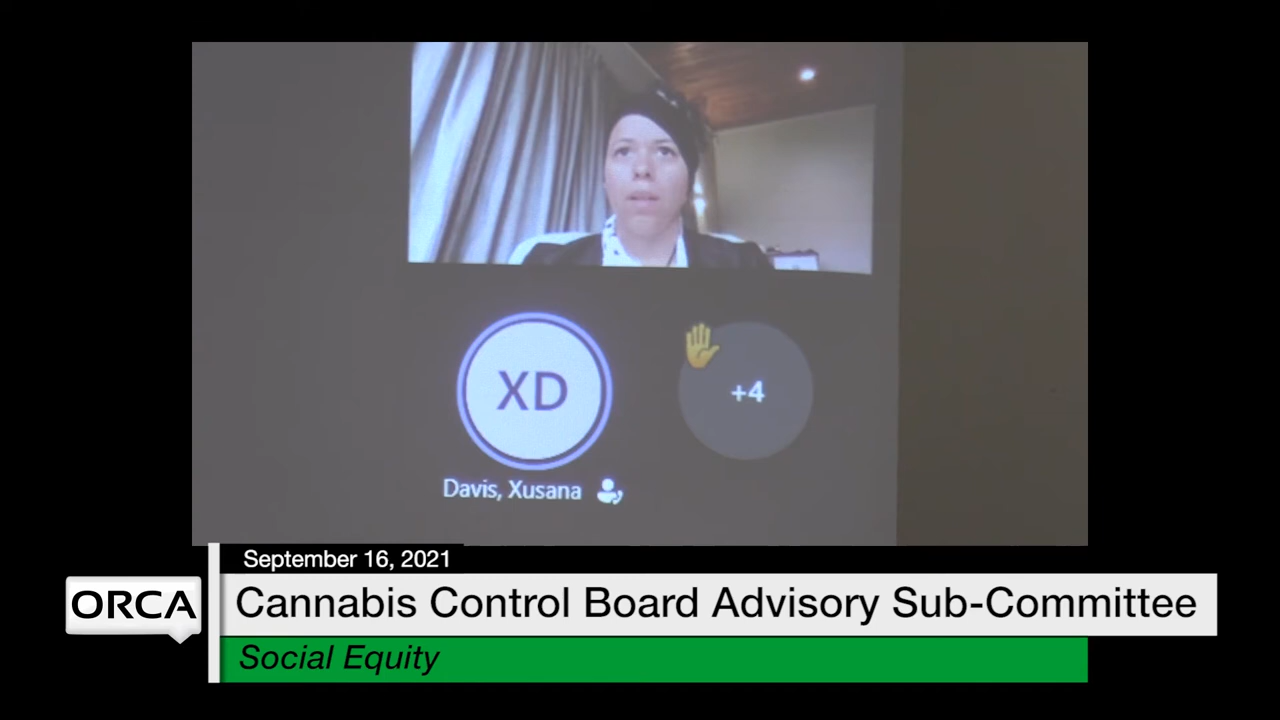 XD
+4
Davis, Xusana
September 16, 2021
ORCA
Cannabis Control Board Advisory Sub-Committee
Social Equity